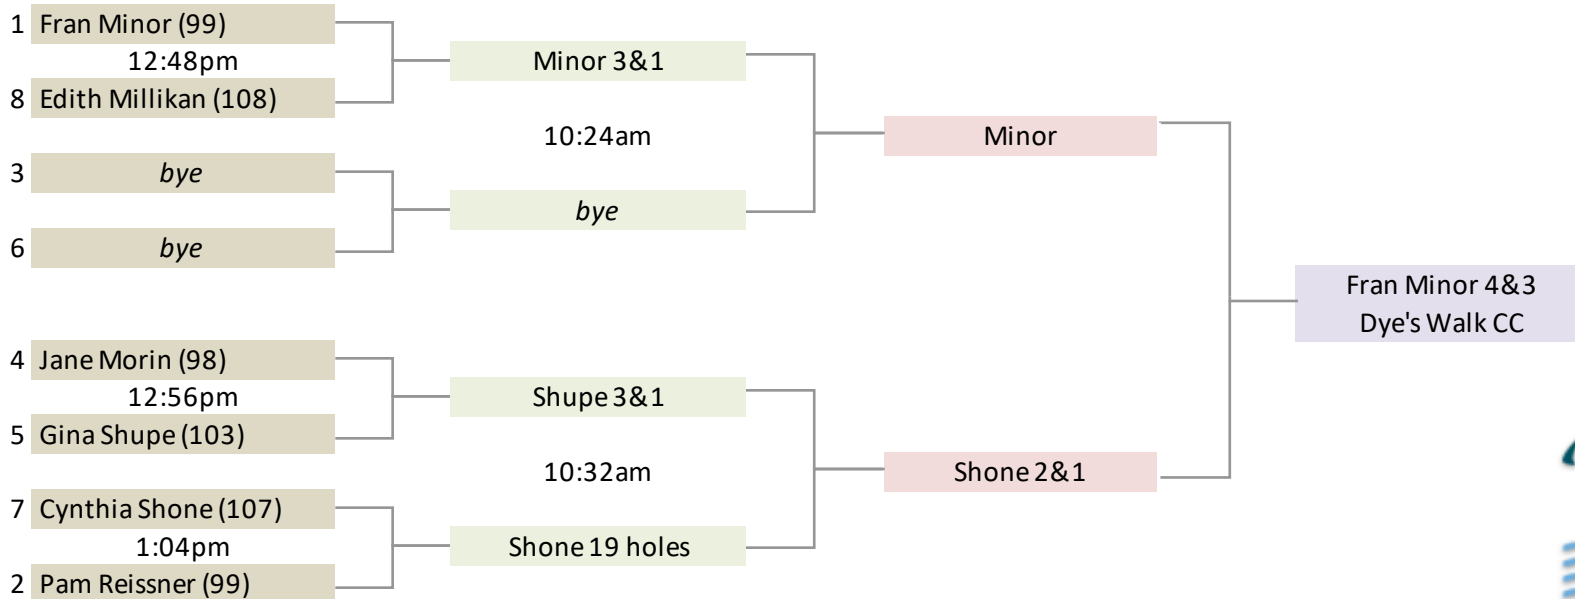 1 Fran Minor (99)
12:48pm
8 Edith Millikan (108)
3 bye
6 bye
4 Jane Morin (98)
12:56pm
5 Gina Shupe (103)
7 Cynthia Shone (107)
1:04pm
2 Pam Reissner (99)
Minor 3&1
10:24am
bye
Shupe 3&1
10:32am
Shone 19 holes
Minor
Shone 2&1
Fran Minor 4&3
Dye's Walk CC